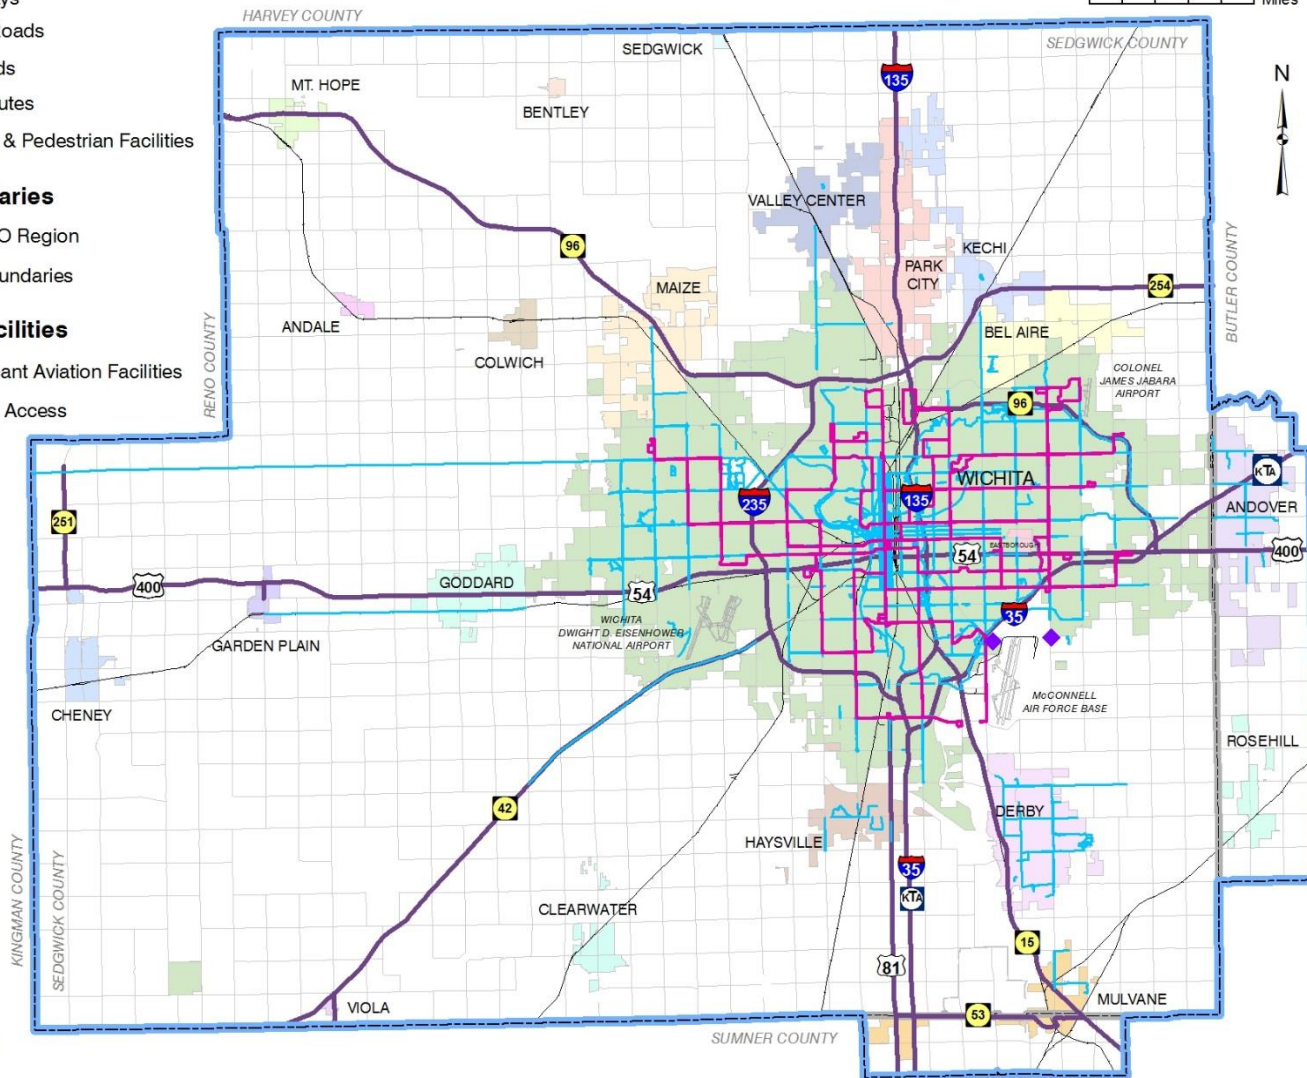 HARVEY COUNTY
Miles
oads
SEDGWICK
SEDGWICK COUNTY
ds
N
135
MT. HOPE
BENTLEY
utes
& Pedestrian Facilities
aries
VALLEY CENTER
O Region
96
KECHI
BUTLER COUNTY
PARK
CITY
undaries
MAIZE
254
cilities
ANDALE
BEL AIRE
RENO COUNTY
COLWICH
cant Aviation Facilities
COLONEL
JAMES JABARA
AIRPORT
Access
96
KTA
WICHITA
235
135
ANDOVER
251
EASTBOROUGH
54
400
400
GODDARD
54
35
WICHITA
DWIGHT D. EISENHOWER
NATIONAL AIRPORT
GARDEN PLAIN
McCONNELL
AIR FORCE BASE
CHENEY
ROSEHILL
42
DERBY
HAYSVILLE
35
KTA
KINGMAN COUNTY
SEDGWICK COUNTY
CLEARWATER
15
81
VIOLA
MULVANE
53
SUMNER COUNTY